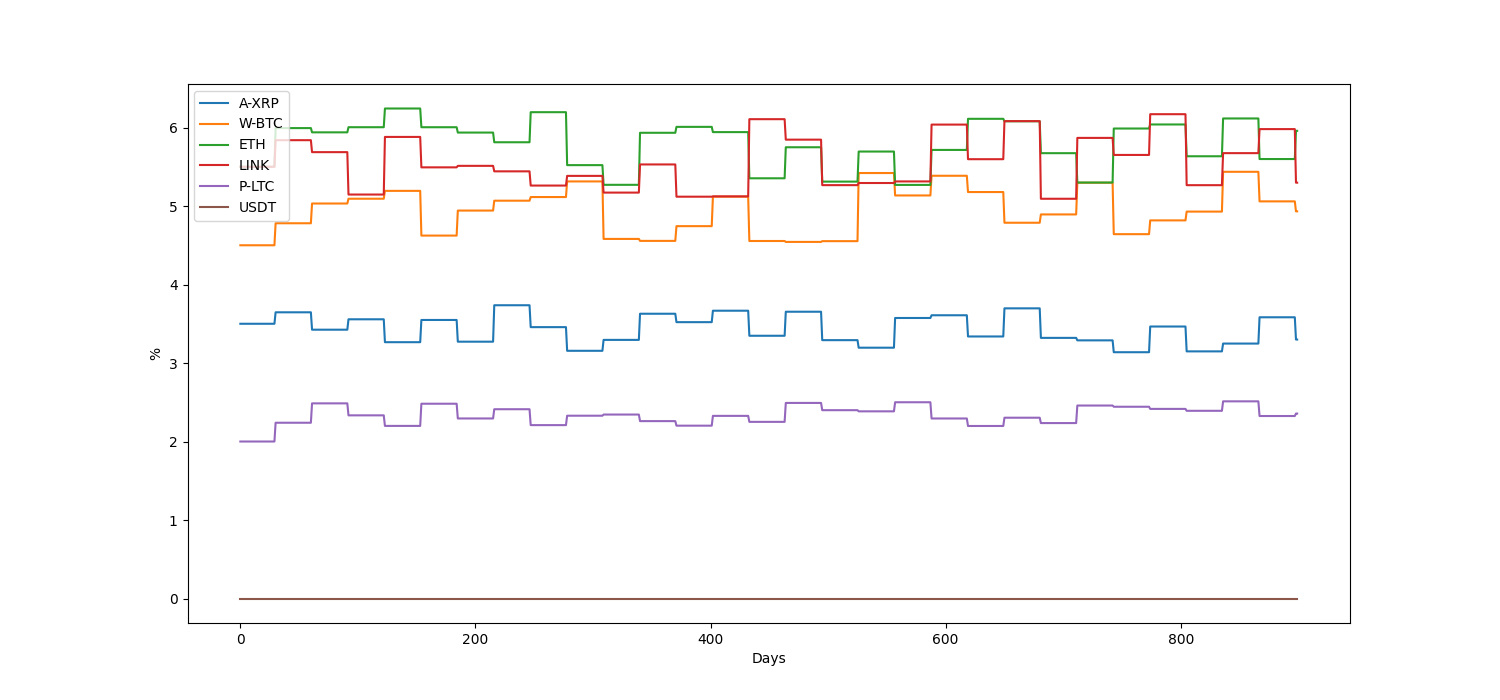 A-XRP
W-BTC
ETH
LINK
P-LTC
USDT
6
5
4
3
2
1
0
%
0 200 400 600 800
Days